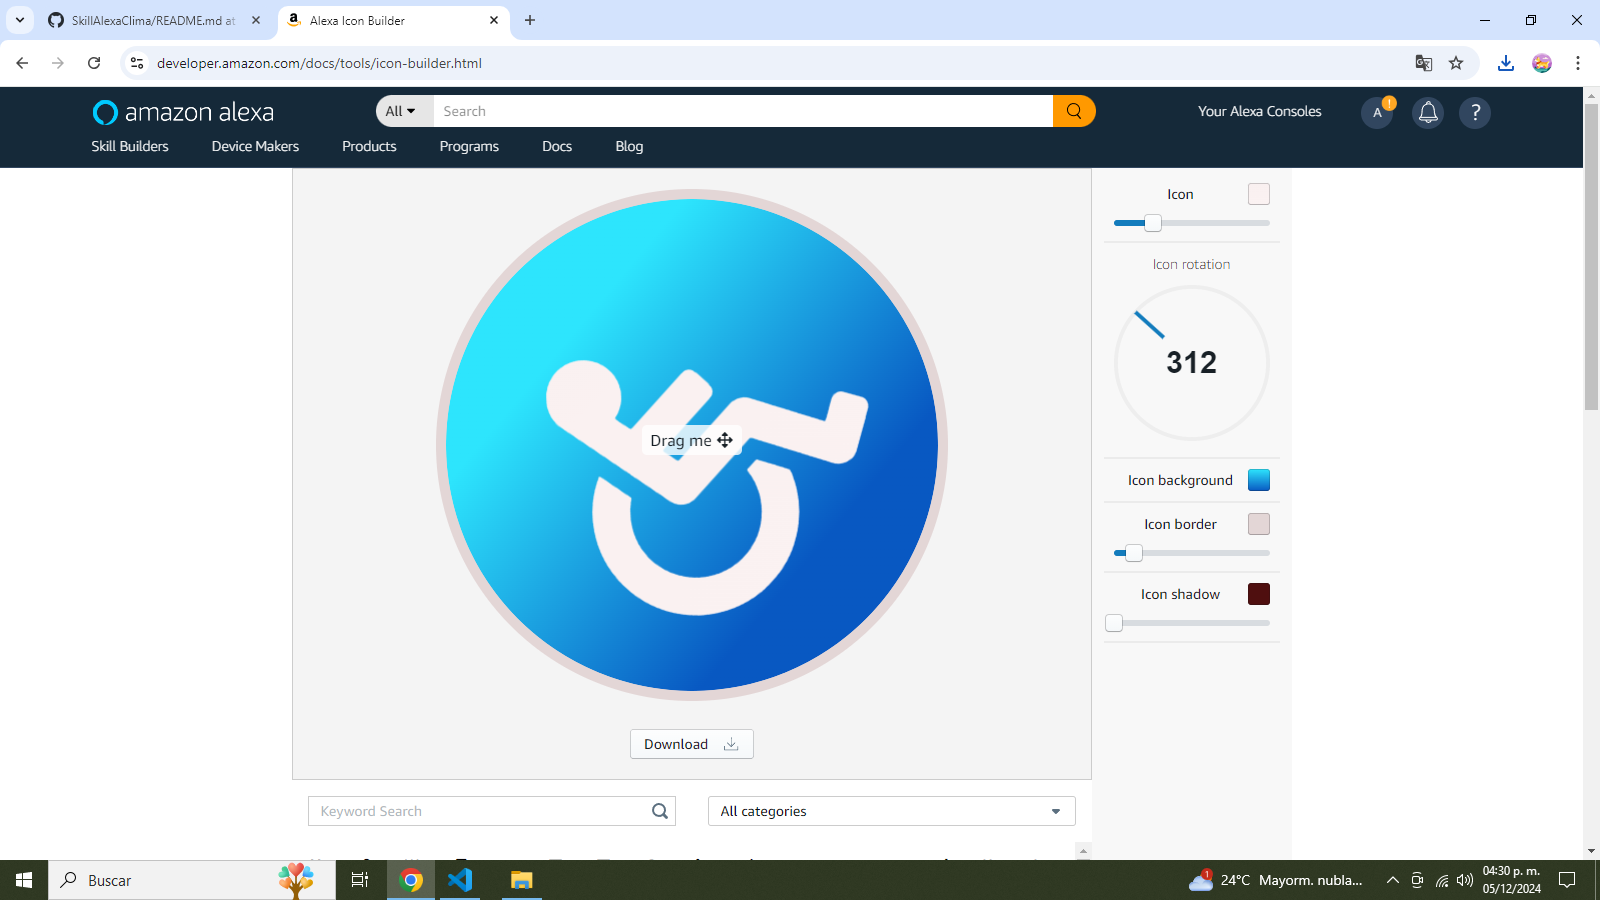 SkillAlexaClima/README.md at
Alexa Icon Builder
developer.amazon.com/docs/tools/icon-builder.html
amazon alexa
All
Search
Your Alexa Consoles
A
!
?
Skill Builders
Device Makers
Products
Programs
Docs
Blog
Icon
Icon rotation
312
Drag me
Icon background
Icon border
Icon shadow
Download
Keyword Search
All categories
Buscar
1
24°C Mayorm. nubla...
04:30 p. m.
05/12/2024